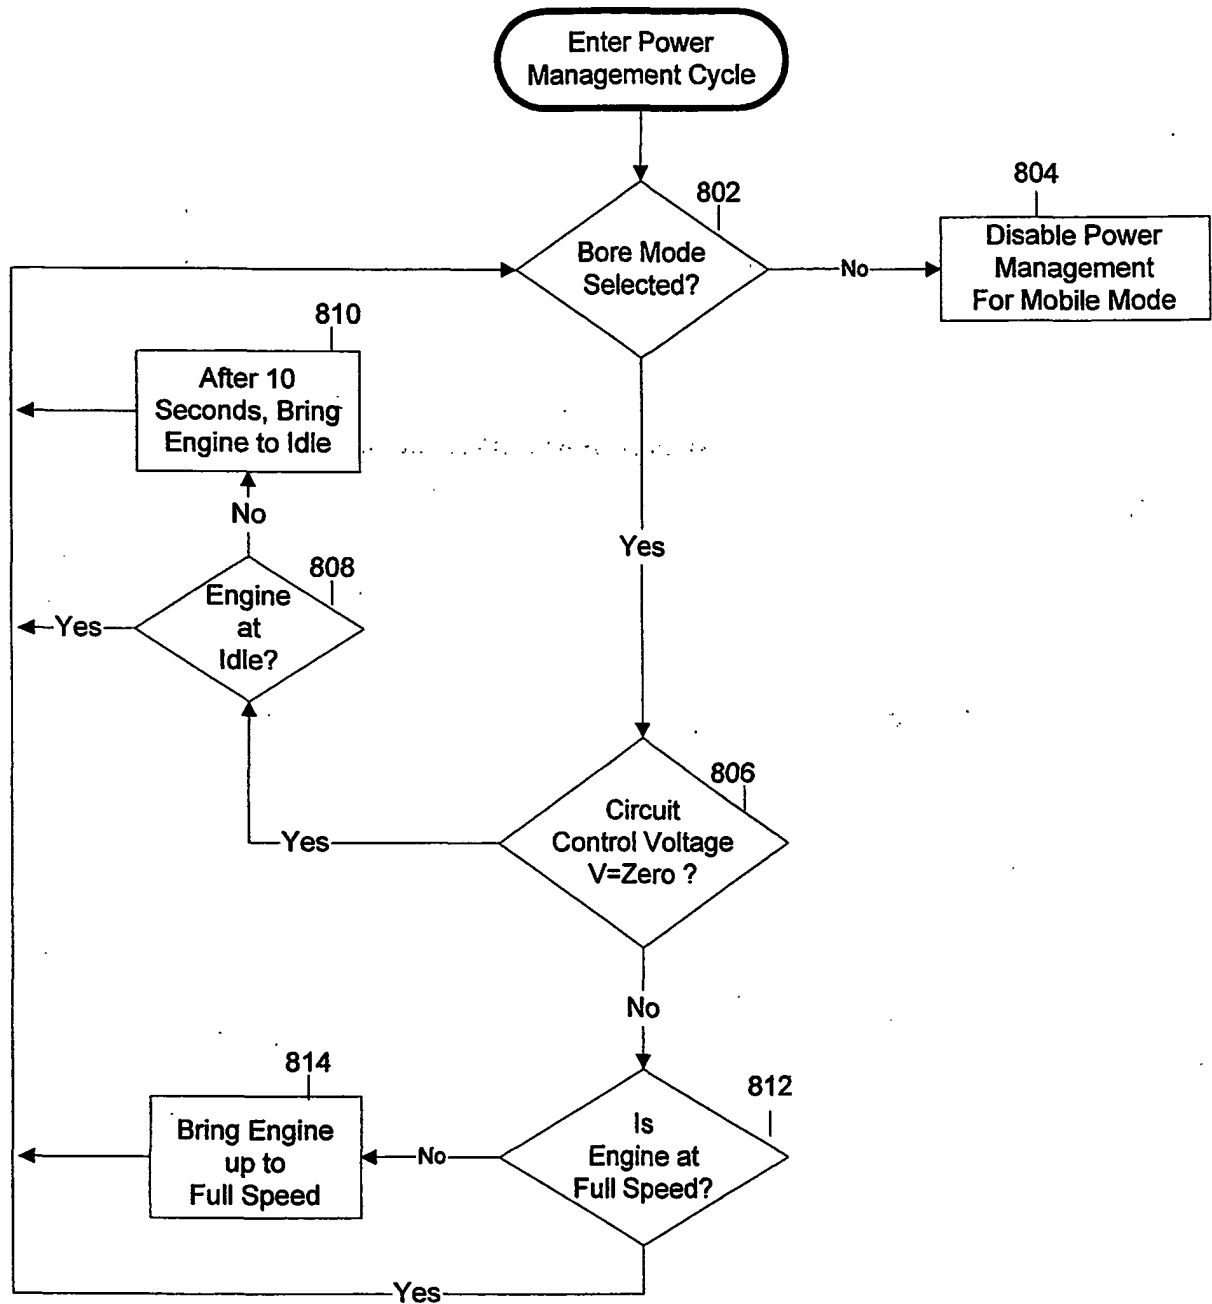 Enter Power
Management Cycle
802
Bore Mode
Selected?
No
804
Disable Power
Management
For Mobile Mode
810
After 10
Seconds, Bring
Engine to Idle
No
Yes
808
Engine
at
Idle?
Yes
806
Circuit
Control Voltage
V=Zero ?
Yes
No
814
Bring Engine
up to
Full Speed
No
812
Is
Engine at
Full Speed?
Yes